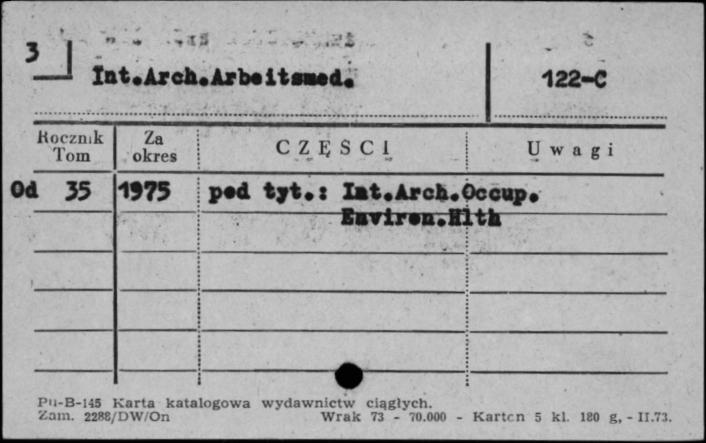 3
Int.Arch.Arbeitsmed.
122-C
Rocznik Tom
Za okres
CZĘŚCI
Uwagi
Od 35 1975 pod tyt.: Int.Arch.Occup.
Environ.Hlth
Pu-B-145 Karta katalogowa wydawnictw ciągłych.
Zam. 2288/DW/On Wrak 73 - 70.000 - Karton 5 kl. 180 g, - II.73.